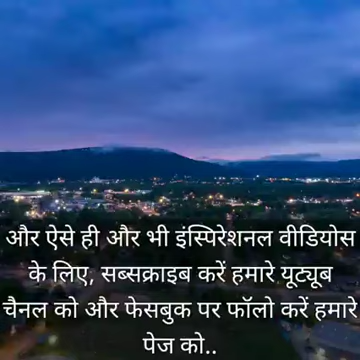 और ऐसे ही और भी इंस्पिरेशनल वीडियोस
के लिए, सब्सक्राइब करें हमारे यूट्यूब
चैनल को और फेसबुक पर फॉलो करें हमारे
पेज को..